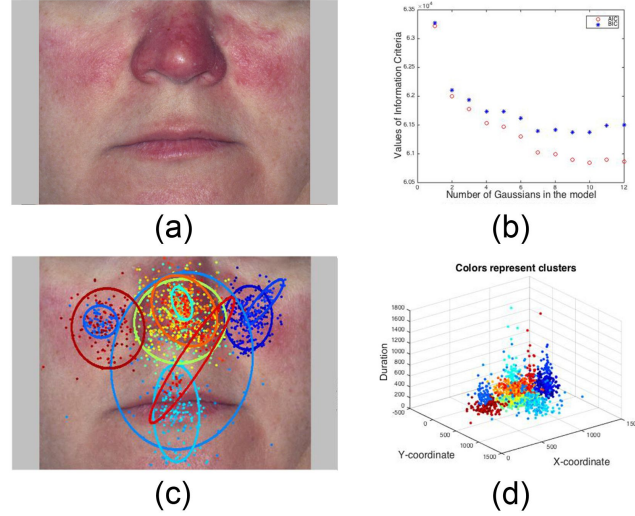 ×10⁴
6.35
AIC
BIC
6.3
6.25
6.2
6.15
6.1
6.05
0 2 4 6 8 10 12
Values of Information Criteria
Number of Gaussians in the model
(a)
(b)
Colors represent clusters
1800
1600
1400
1200
1000
800
600
400
200
0
Duration
-500
0
500
1000
1500
Y-coordinate
0
500
1000
1500
X-coordinate
(c)
(d)